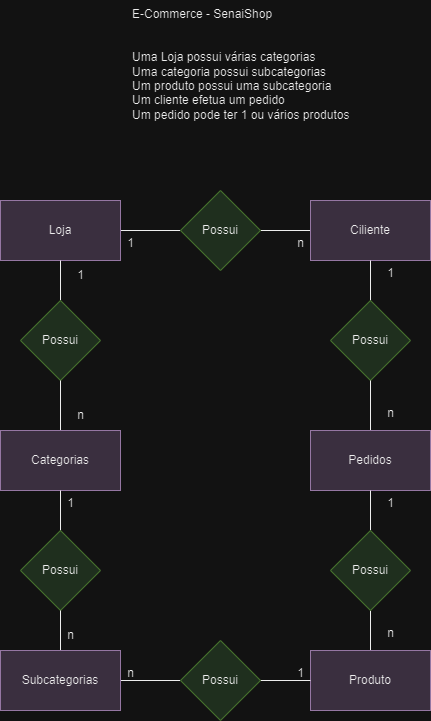 E-Commerce - SenaiShop
Uma Loja possui várias categorias
Uma categoria possui subcategorias
Um produto possui uma subcategoria
Um cliente efetua um pedido
Um pedido pode ter 1 ou vários produtos
Loja
Possui
Ciliente
1
n
1
1
Possui
Possui
n
n
Categorias
Pedidos
1
1
Possui
Possui
n
n
Subcategorias
n
Possui
1
Produto